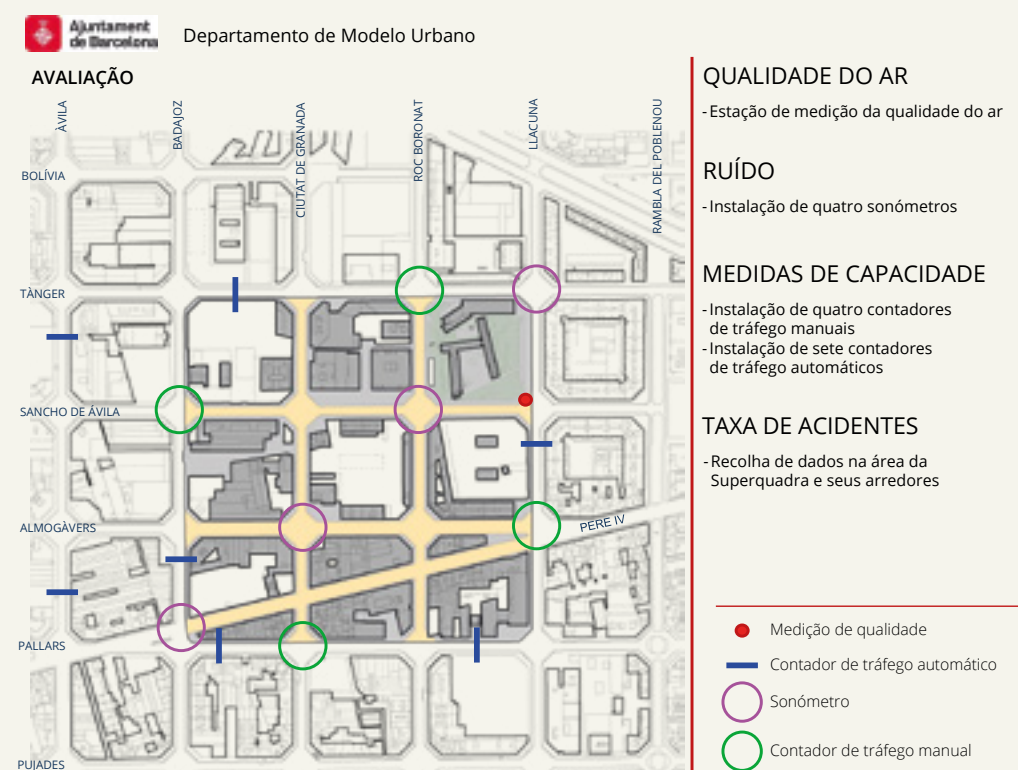 Ajuntament
de Barcelona
Departamento de Modelo Urbano
AVALIAÇÃO
ÀVILA
BADAJOZ
CIUTAT DE GRANADA
ROC BORONAT
LLACUNA
RAMBLA DEL POBLENOU
BOLÍVIA
TÀNGER
SANCHO DE ÁVILA
ALMOGÀVERS
PERE IV
PALLARS
PUJADES
QUALIDADE DO AR
-Estação de medição da qualidade do ar
RUÍDO
-Instalação de quatro sonómetros
MEDIDAS DE CAPACIDADE
-Instalação de quatro contadores
de tráfego manuais
-Instalação de sete contadores
de tráfego automáticos
TAXA DE ACIDENTES
-Recolha de dados na área da
Superquadra e seus arredores
Medição de qualidade
Contador de tráfego automático
Sonómetro
Contador de tráfego manual